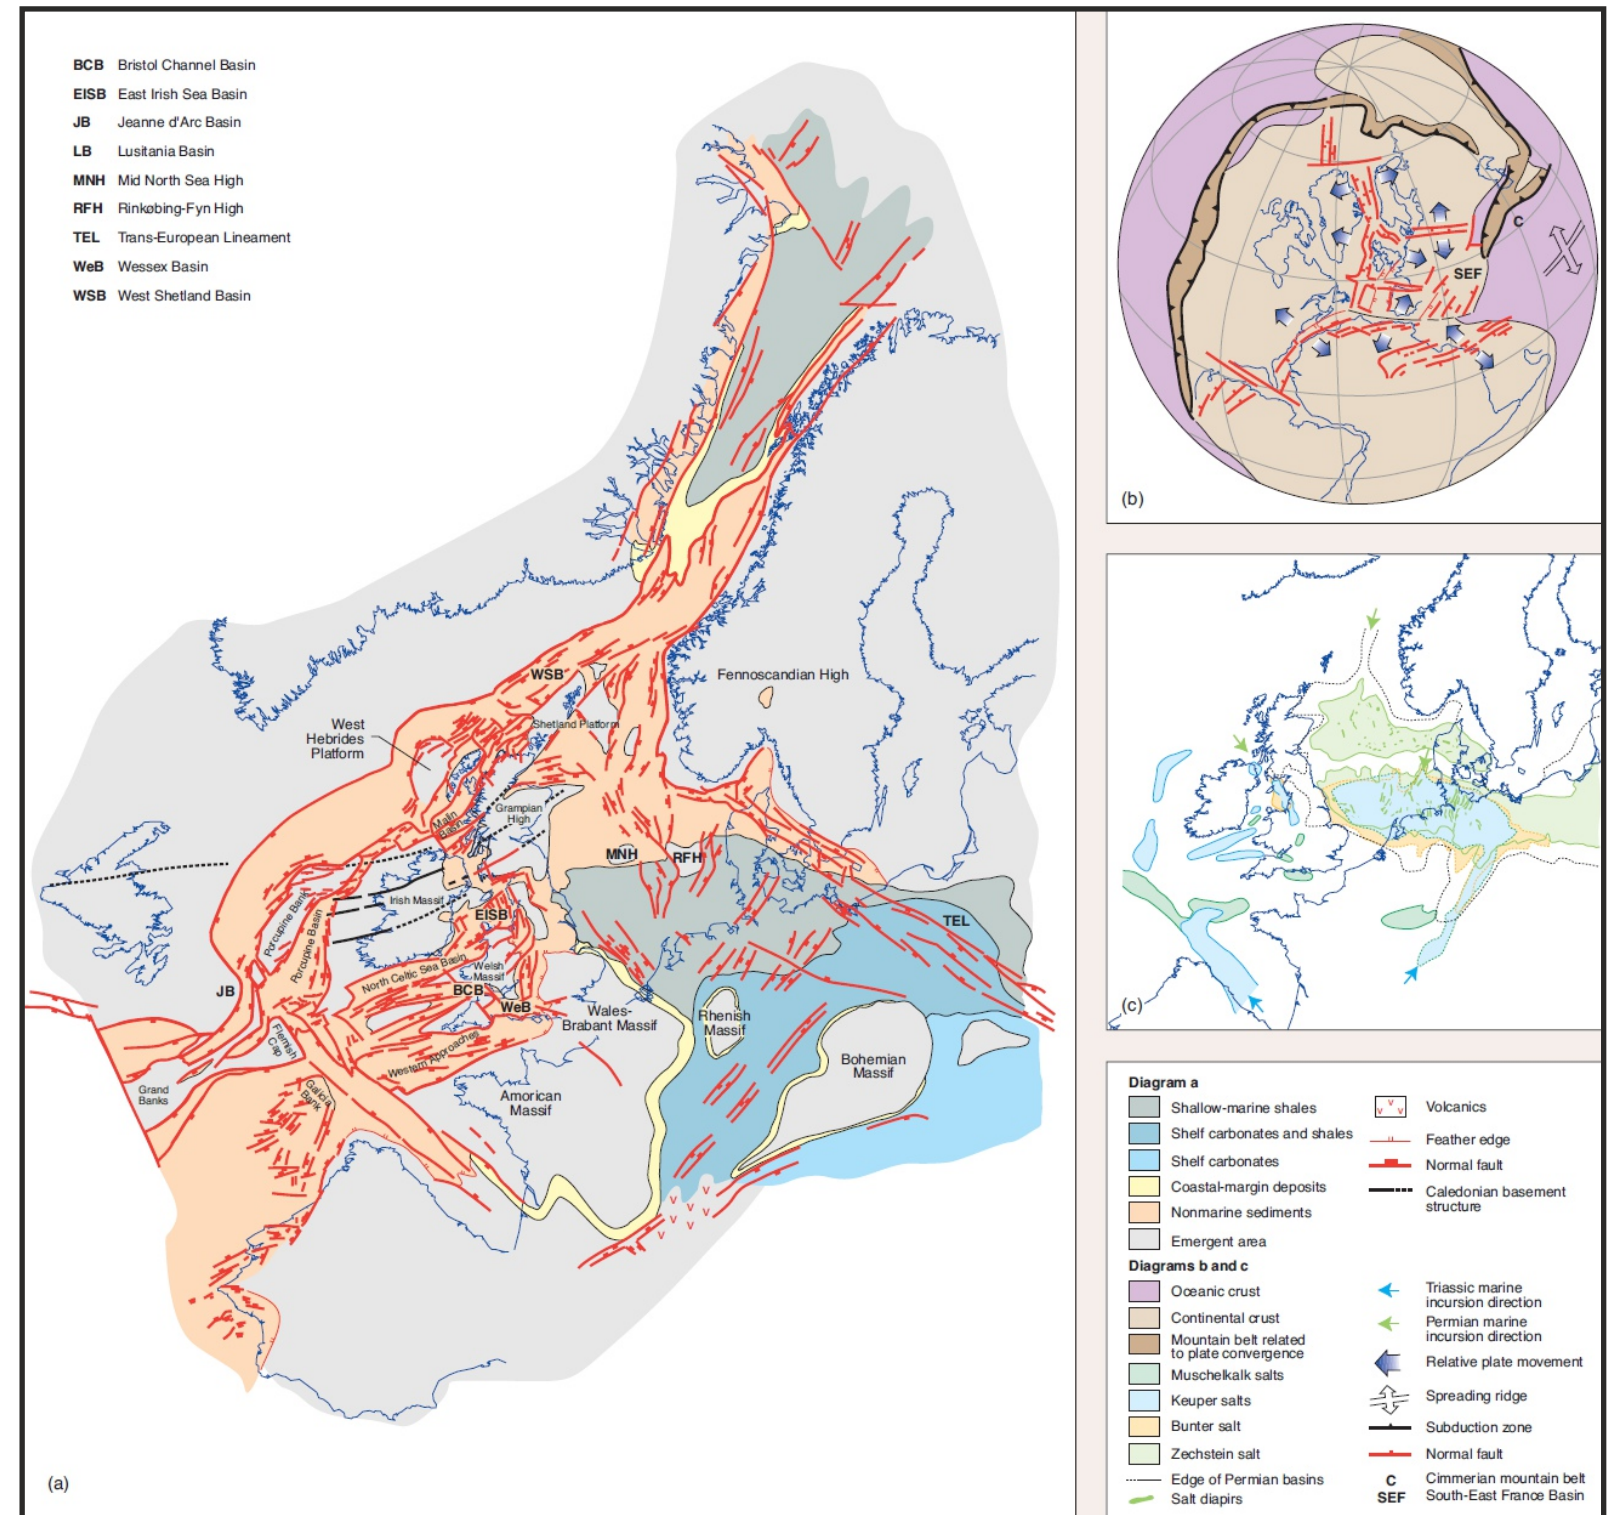 BCB Bristol Channel Basin
EISB East Irish Sea Basin
JB Jeanne d'Arc Basin
LB Lusitania Basin
MNH Mid North Sea High
RFH Rinkøbing-Fyn High
TEL Trans-European Lineament
WeB Wessex Basin
WSB West Shetland Basin
WSB
Fennoscandian High
Shetland Platform
West
Hebrides
Platform
Grampian
High
Malin
Basin
MNH
RFH
Irish Massif
EISB
TEL
Porcupine Bank
Porcupine Basin
North Celtic Sea Basin
Welsh
Massif
JB
BCB
WeB
Wales-
Brabant Massif
Rhenish
Massif
Flemish
Cap
Western Approaches
Bohemian
Massif
Grand
Banks
Galicia
Bank
Amorican
Massif
v v
v v v
v v
v
(a)
C
SEF
(b)
(c)
Diagram a
Shallow-marine shales
Shelf carbonates and shales
Shelf carbonates
Coastal-margin deposits
Nonmarine sediments
Emergent area
v v v
Volcanics
Feather edge
Normal fault
Caledonian basement
structure
Diagrams b and c
Oceanic crust
Continental crust
Mountain belt related
to plate convergence
Muschelkalk salts
Keuper salts
Bunter salt
Zechstein salt
Edge of Permian basins
Salt diapirs
Triassic marine
incursion direction
Permian marine
incursion direction
Relative plate movement
Spreading ridge
Subduction zone
Normal fault
C Cimmerian mountain belt
SEF South-East France Basin